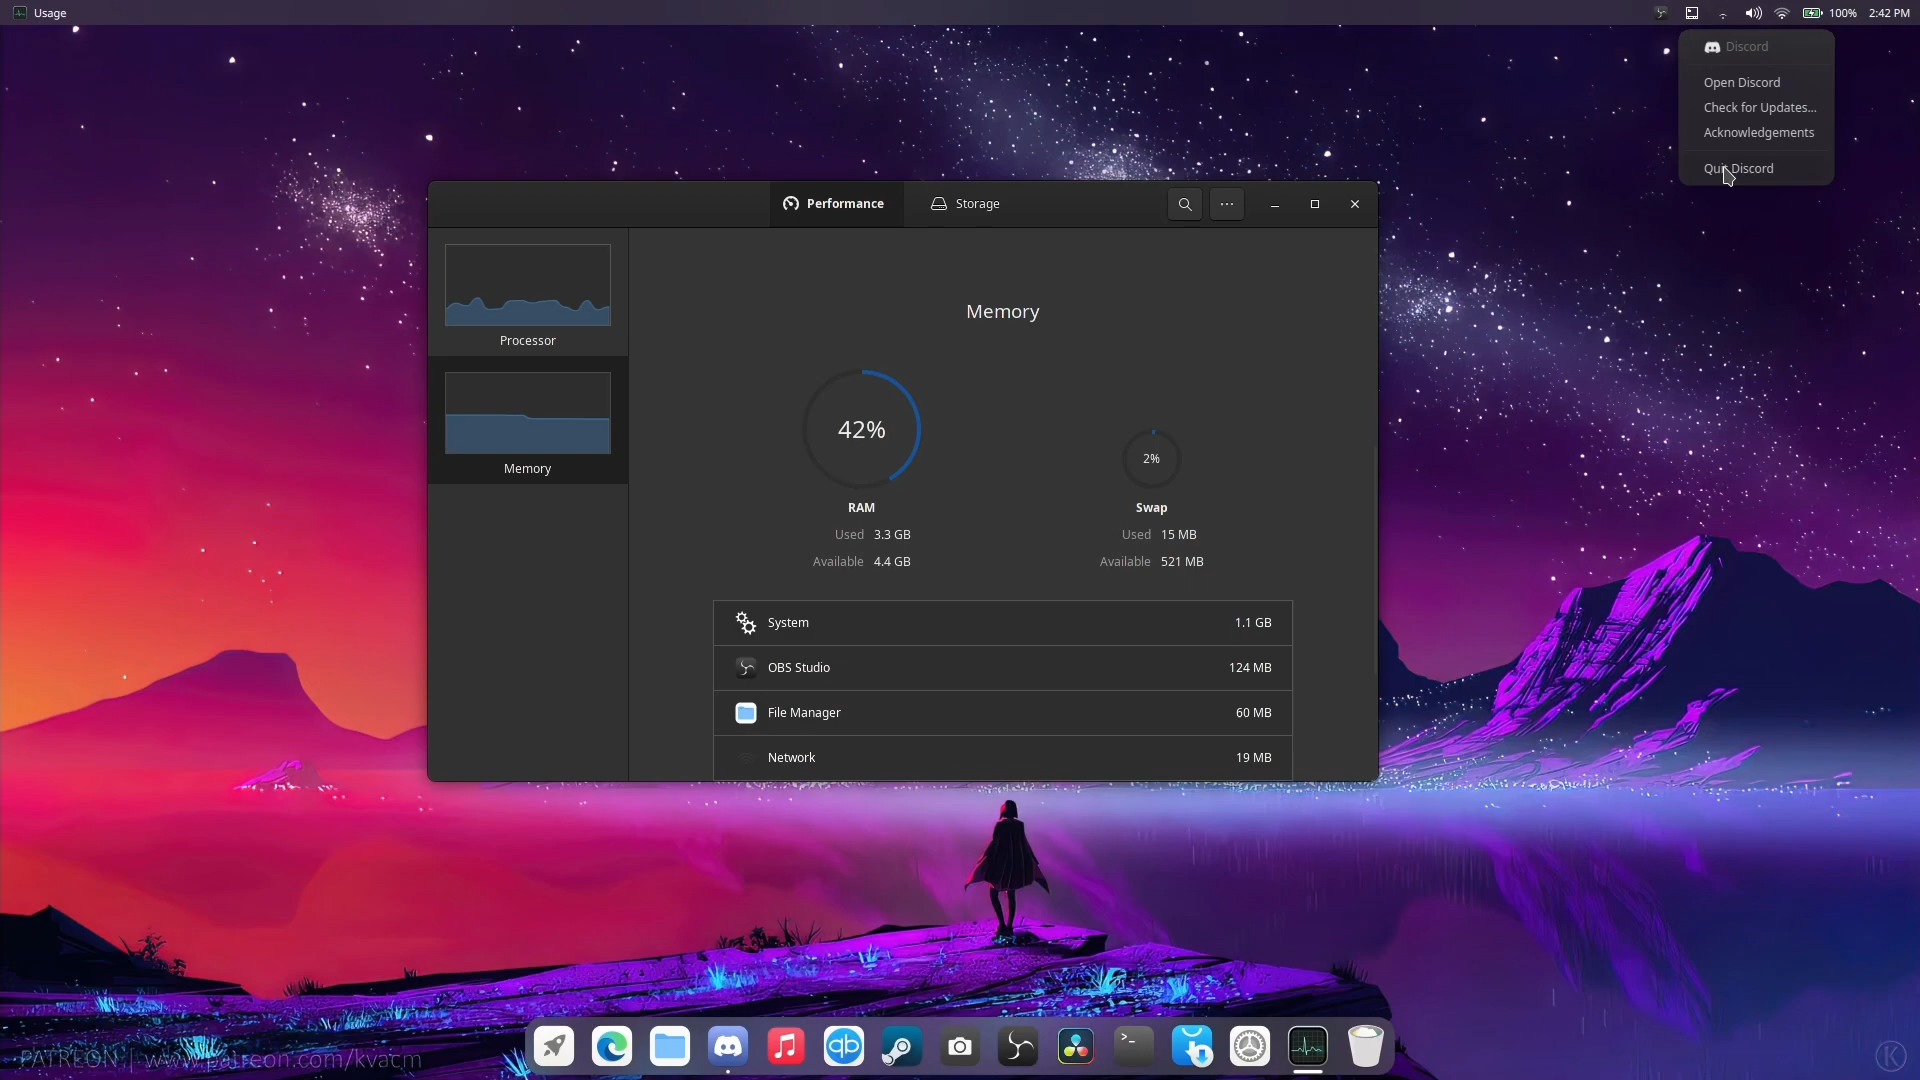 Usage
100% 2:42 PM
Discord
Open Discord
Check for Updates...
Acknowledgements
Quit Discord
Performance
Storage
Processor
Memory
Memory
42%
RAM
Used 3.3 GB
Available 4.4 GB
2%
Swap
Used 15 MB
Available 521 MB
System 1.1 GB
OBS Studio 124 MB
File Manager 60 MB
Network 19 MB
PATREON | www.patreon.com/kvacm
K